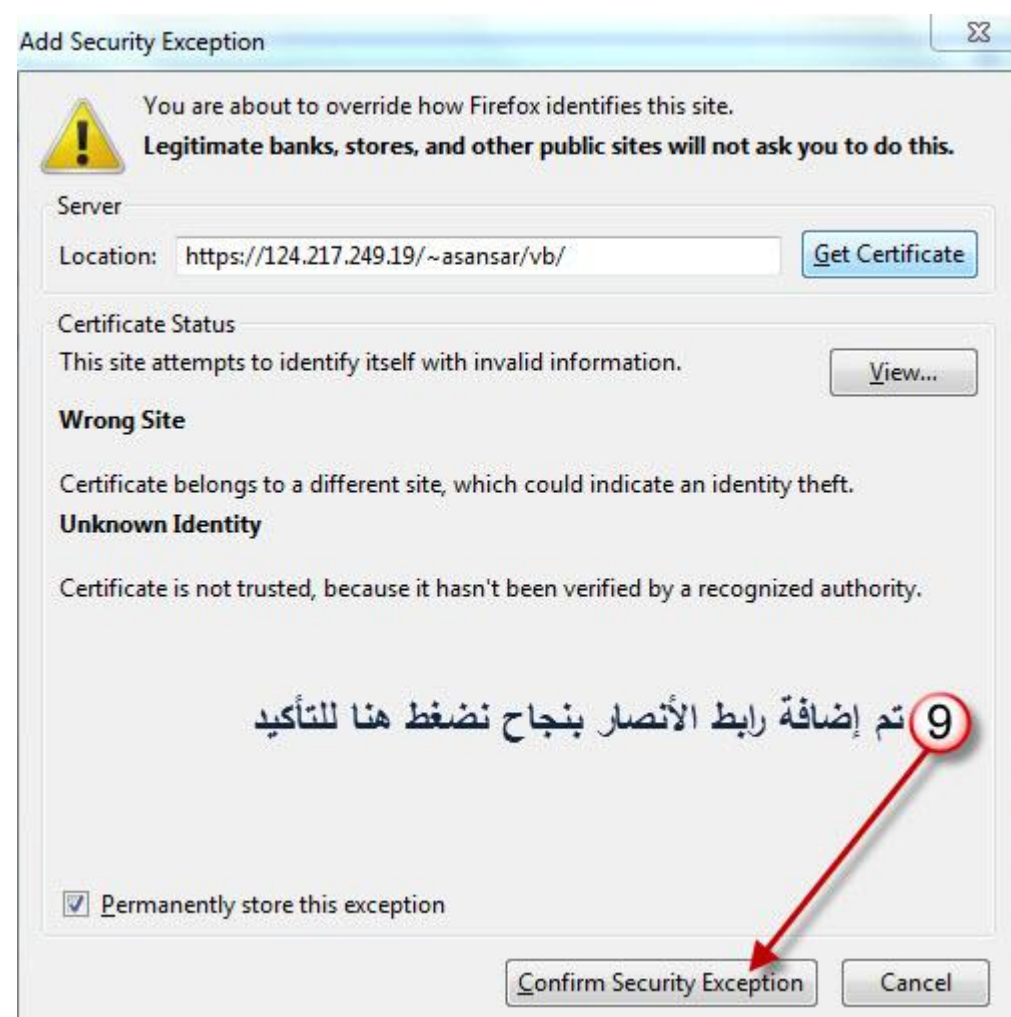 Add Security Exception
You are about to override how Firefox identifies this site.
Legitimate banks, stores, and other public sites will not ask you to do this.
Server
Location: https://124.217.249.19/~asansar/vb/ Get Certificate
Certificate Status
This site attempts to identify itself with invalid information.
View...
Wrong Site
Certificate belongs to a different site, which could indicate an identity theft.
Unknown Identity
Certificate is not trusted, because it hasn't been verified by a recognized authority.
9 تم إضافة رابط الأنصار بنجاح نضغط هنا للتأكيد
Permanently store this exception
Confirm Security Exception Cancel